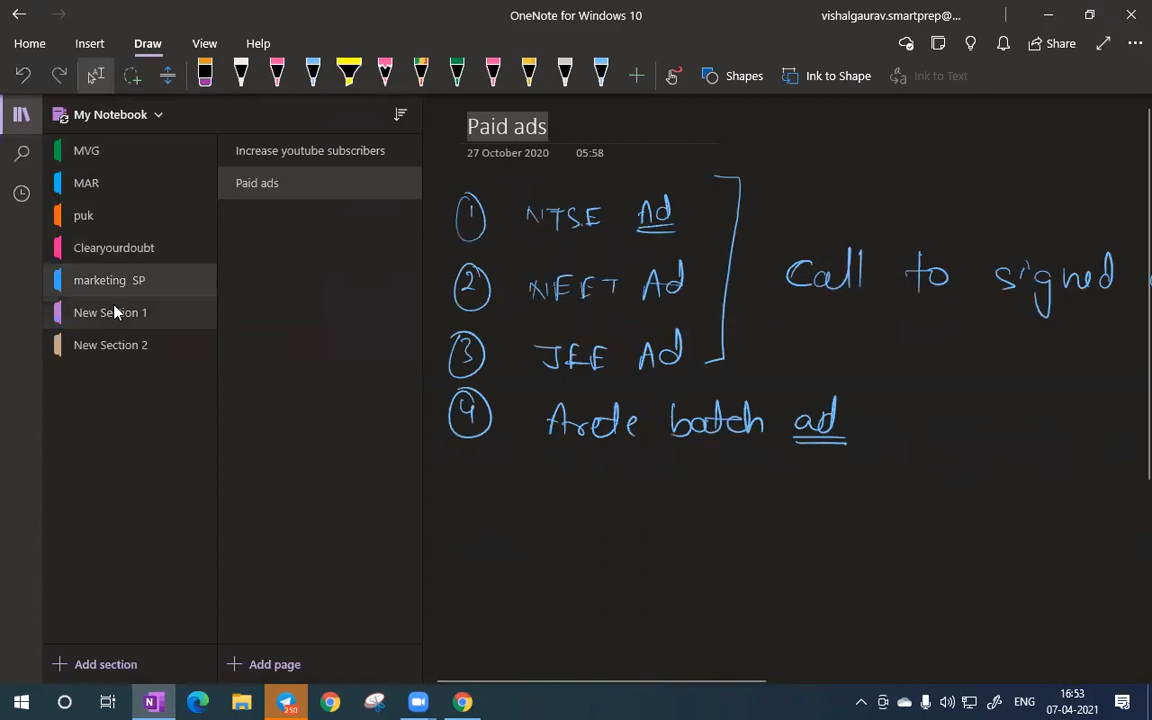 OneNote for Windows 10
vishalgaurav.smartprep@...
Home Insert Draw View Help
Share
Shapes Ink to Shape Ink to Text
My Notebook
MVG
MAR
puk
Clearyourdoubt
marketing SP
New Section 1
New Section 2
Increase youtube subscribers
Paid ads
Paid ads
27 October 2020 05:58
① NTSE Ad
② NEET Ad
③ JEE Ad
Call to signed
④ Arete batch ad
+ Add section
+ Add page
250
ENG
16:53
07-04-2021